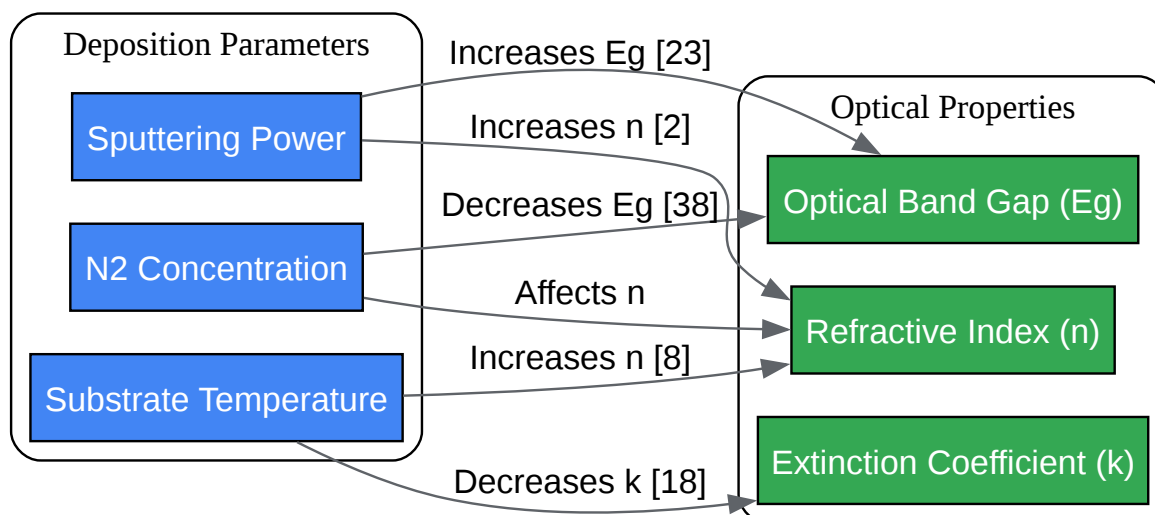 Deposition Parameters
Sputtering Power
N2 Concentration
Substrate Temperature
Increases Eg [23]
Increases n [2]
Decreases Eg [38]
Affects n
Increases n [8]
Decreases k [18]
Optical Properties
Optical Band Gap (Eg)
Refractive Index (n)
Extinction Coefficient (k)